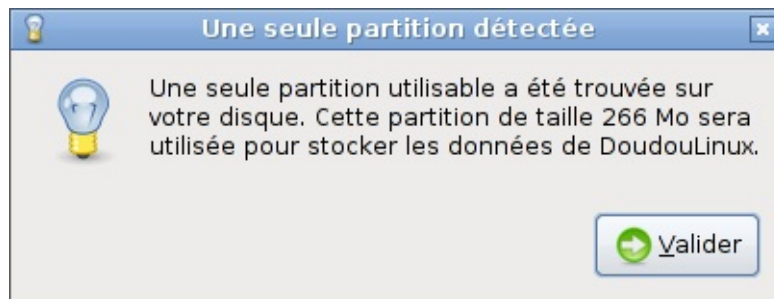 Une seule partition détectée
Une seule partition utilisable a été trouvée sur
votre disque. Cette partition de taille 266 Mo sera
utilisée pour stocker les données de DoudouLinux.
Valider